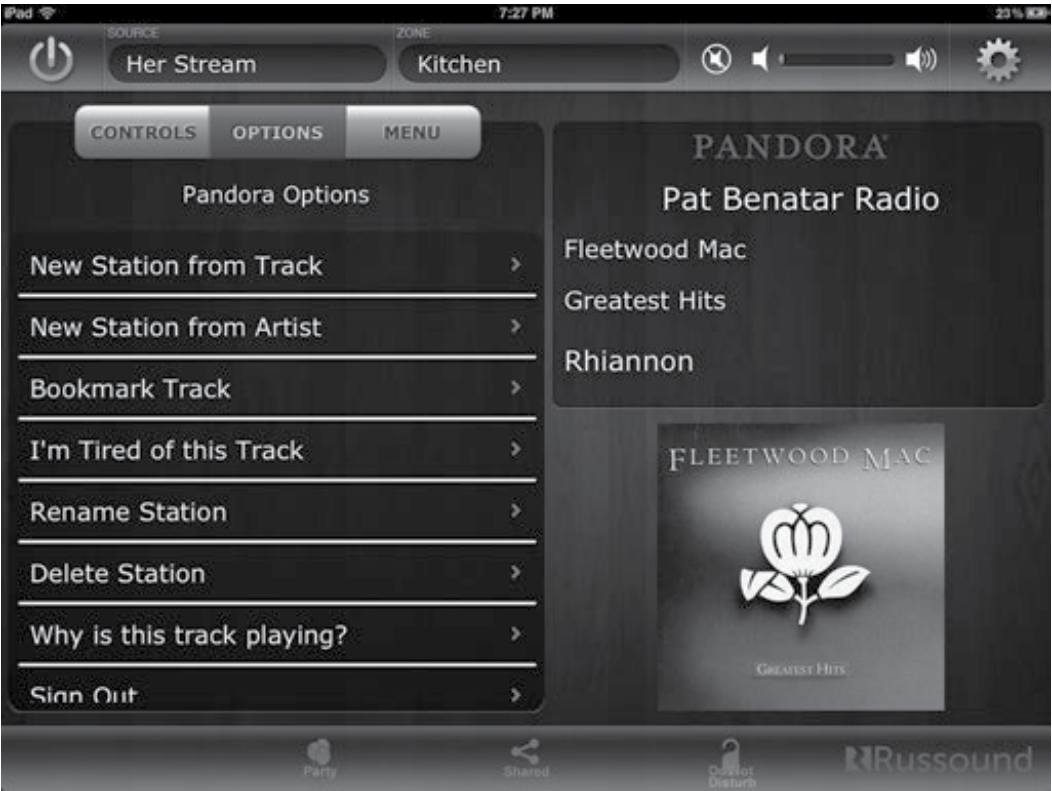 iPad 7:27 PM 23%
SOURCE ZONE
Her Stream Kitchen
CONTROLS OPTIONS MENU
Pandora Options
New Station from Track
New Station from Artist
Bookmark Track
I'm Tired of this Track
Rename Station
Delete Station
Why is this track playing?
Sign Out
PANDORA
Pat Benatar Radio
Fleetwood Mac
Greatest Hits
Rhiannon
FLEETWOOD MAC
GREATEST HITS
Party Shared Do Not
Disturb
Russound